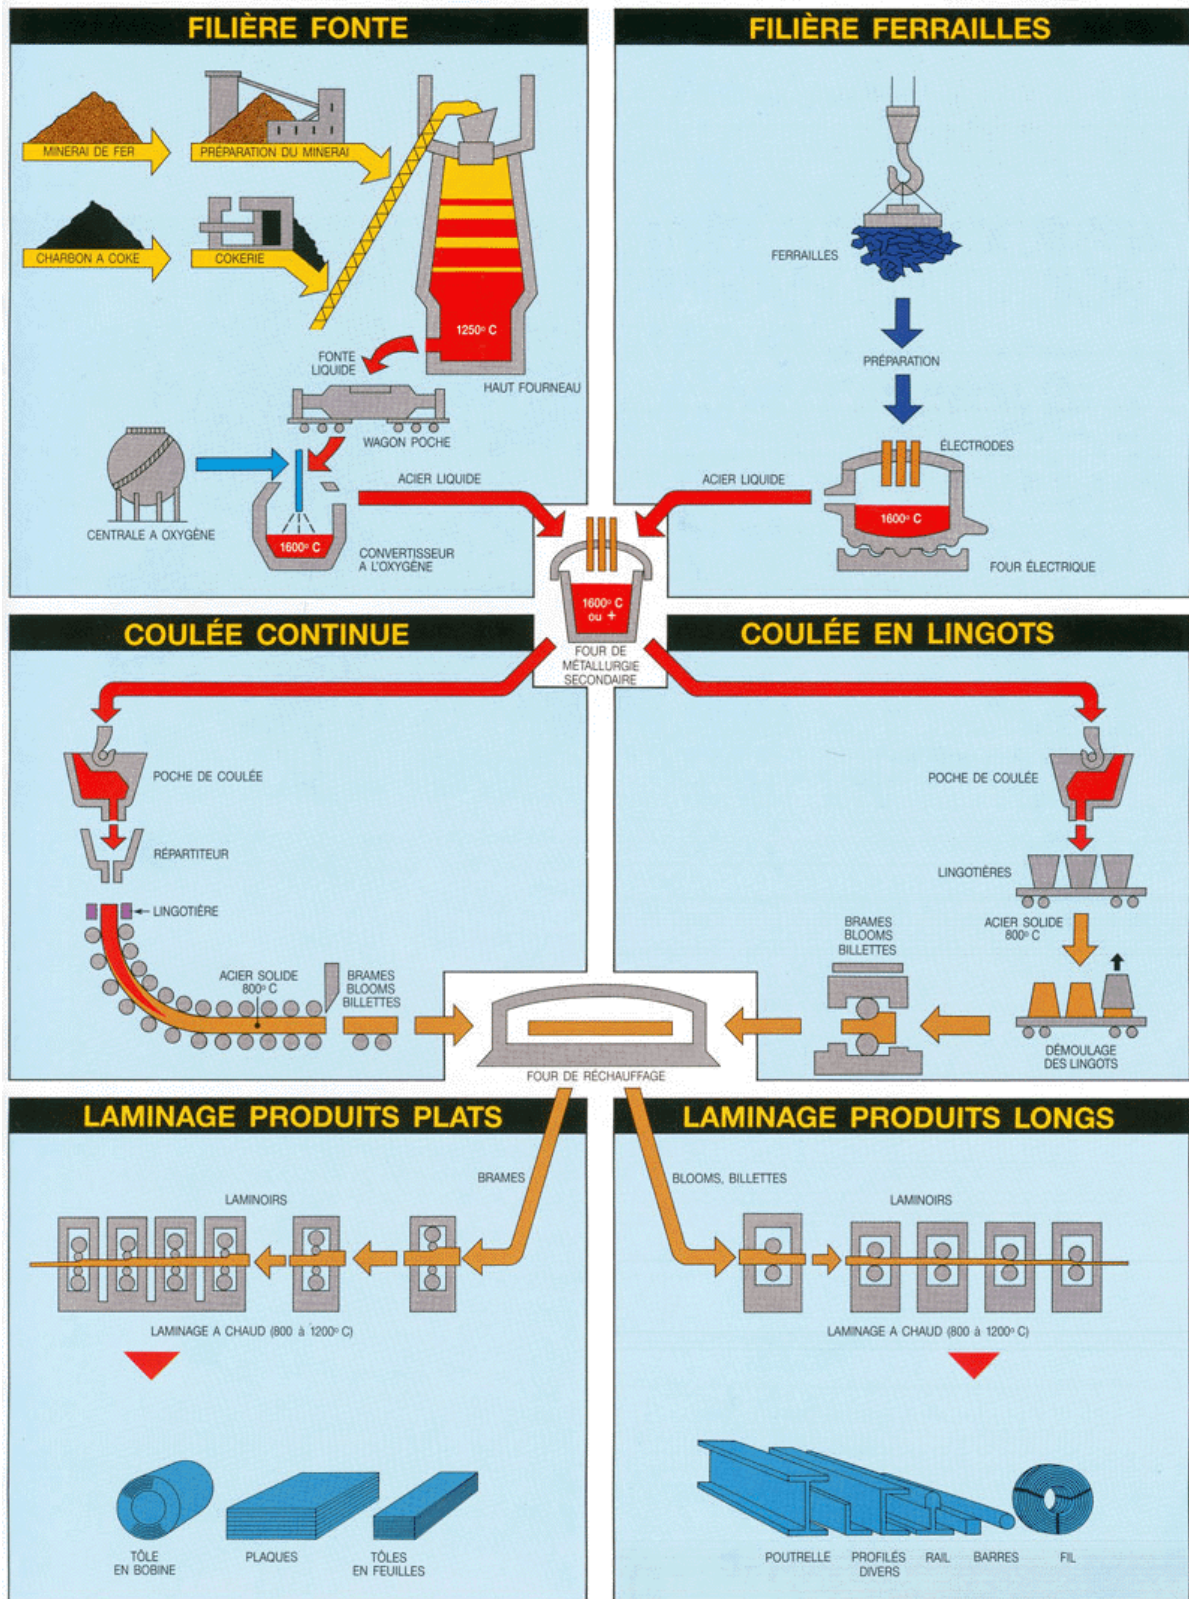 FILIÈRE FONTE
MINERAI DE FER
PRÉPARATION DU MINERAI
CHARBON A COKE
COKERIE
1250° C
FONTE
LIQUIDE
HAUT FOURNEAU
WAGON POCHE
CENTRALE A OXYGÈNE
ACIER LIQUIDE
1600° C
CONVERTISSEUR
A L'OXYGÈNE
FILIÈRE FERRAILLES
FERRAILLES
PRÉPARATION
ÉLECTRODES
ACIER LIQUIDE
1600° C
FOUR ÉLECTRIQUE
1600° C
ou +
FOUR DE
MÉTALLURGIE
SECONDAIRE
COULÉE CONTINUE
POCHE DE COULÉE
RÉPARTITEUR
LINGOTIÈRE
ACIER SOLIDE
800° C
BRAMES
BLOOMS
BILLETTES
COULÉE EN LINGOTS
POCHE DE COULÉE
LINGOTIÈRES
ACIER SOLIDE
800° C
BRAMES
BLOOMS
BILLETTES
DÉMOULAGE
DES LINGOTS
FOUR DE RÉCHAUFFAGE
LAMINAGE PRODUITS PLATS
BRAMES
LAMINOIRS
LAMINAGE A CHAUD (800 à 1200° C)
TÔLE
EN BOBINE
PLAQUES
TÔLES
EN FEUILLES
LAMINAGE PRODUITS LONGS
BLOOMS, BILLETTES
LAMINOIRS
LAMINAGE A CHAUD (800 à 1200° C)
POUTRELLE
PROFILÉS
DIVERS
RAIL
BARRES
FIL